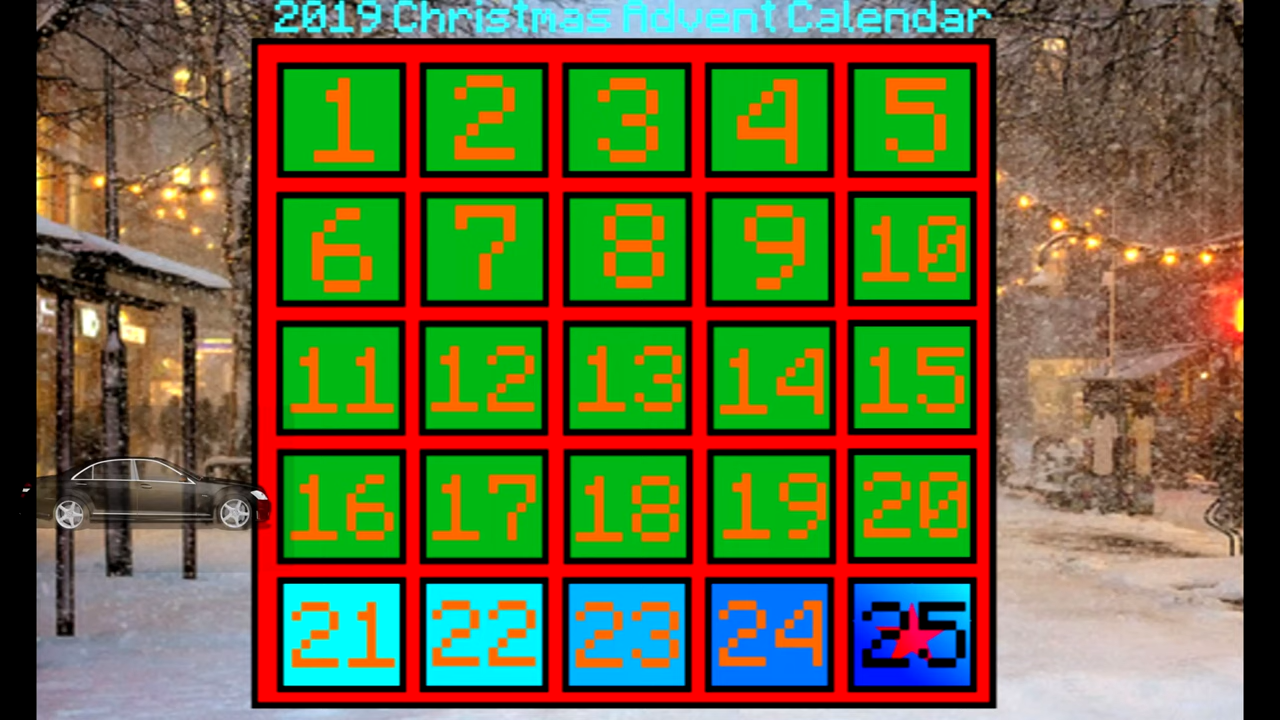 2019 Christmas Advent Calendar
1 2 3 4 5
6 7 8 9 10
11 12 13 14 15
16 17 18 19 20
21 22 23 24 25